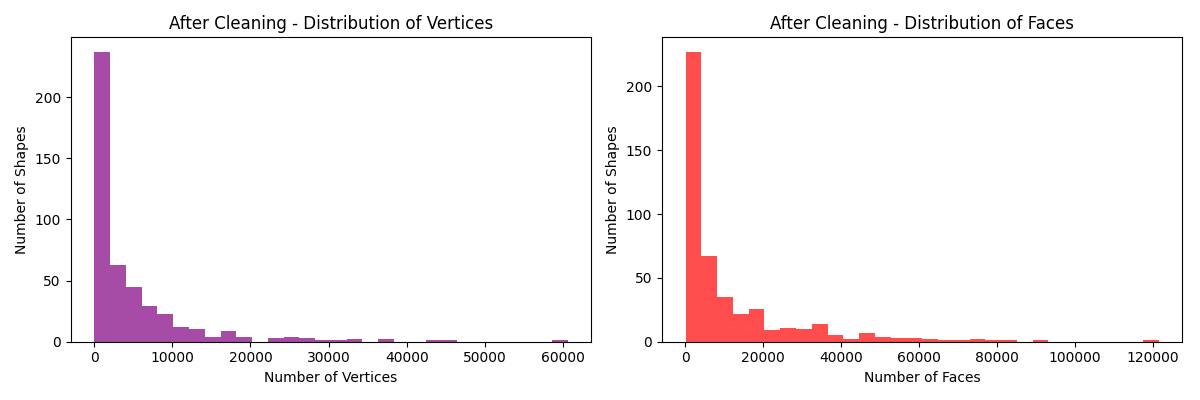 After Cleaning - Distribution of Vertices
Number of Shapes
200
150
100
50
0
0 10000 20000 30000 40000 50000 60000
Number of Vertices
After Cleaning - Distribution of Faces
Number of Shapes
200
150
100
50
0
0 20000 40000 60000 80000 100000 120000
Number of Faces